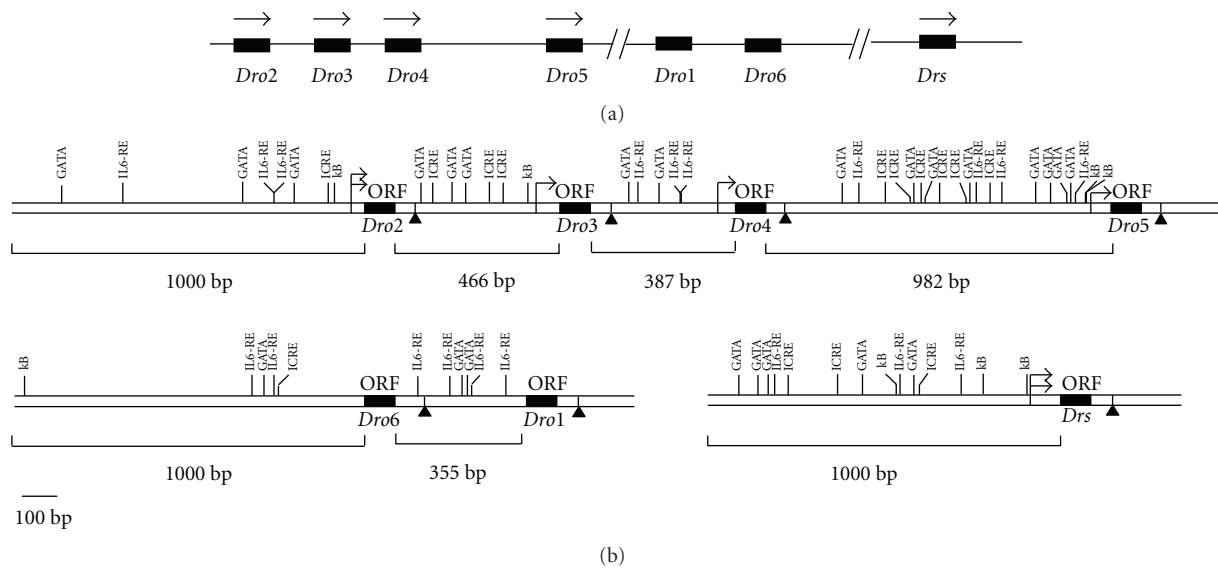 Dro2 Dro3 Dro4 Dro5 Dro1 Dro6 Drs
(a)
GATA IL6-RE GATA IL6-RE IL6-RE GATA ICRE kB GATA ICRE GATA GATA ICRE ICRE kB GATA IL6-RE GATA IL6-RE IL6-RE GATA IL6-RE ICRE ICRE GATA ICRE GATA ICRE ICRE GATA IL6-RE ICRE IL6-RE GATA GATA GATA GATA IL6-RE kB kB
ORF ORF ORF ORF
Dro2 Dro3 Dro4 Dro5
1000 bp 466 bp 387 bp 982 bp
kB IL6-RE GATA IL6-RE ICRE IL6-RE IL6-RE GATA GATA IL6-RE IL6-RE GATA GATA GATA IL6-RE ICRE ICRE GATA kB IL6-RE GATA ICRE IL6-RE kB kB
ORF ORF ORF
Dro6 Dro1 Drs
1000 bp 355 bp 1000 bp
100 bp
(b)